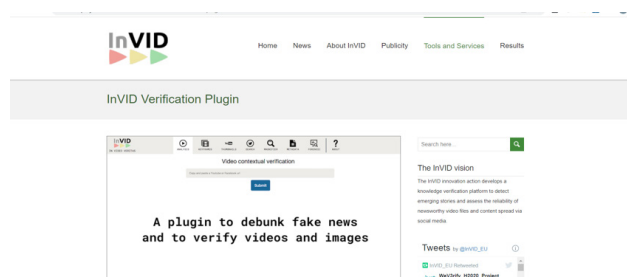 InVID
Home News About InVID Publicity Tools and Services Results
InVID Verification Plugin
InVID
Video contextual verification
Submit
A plugin to debunk fake news
and to verify videos and images
Search here
The InVID vision
The InVID innovation action develops a
knowledge verification platform to detect
emerging stories and assess the reliability of
newsworthy video files and content spread via
social media.
Tweets by @InVID_EU
InVID_EU Retweeted
WeVerify_H2020_Project